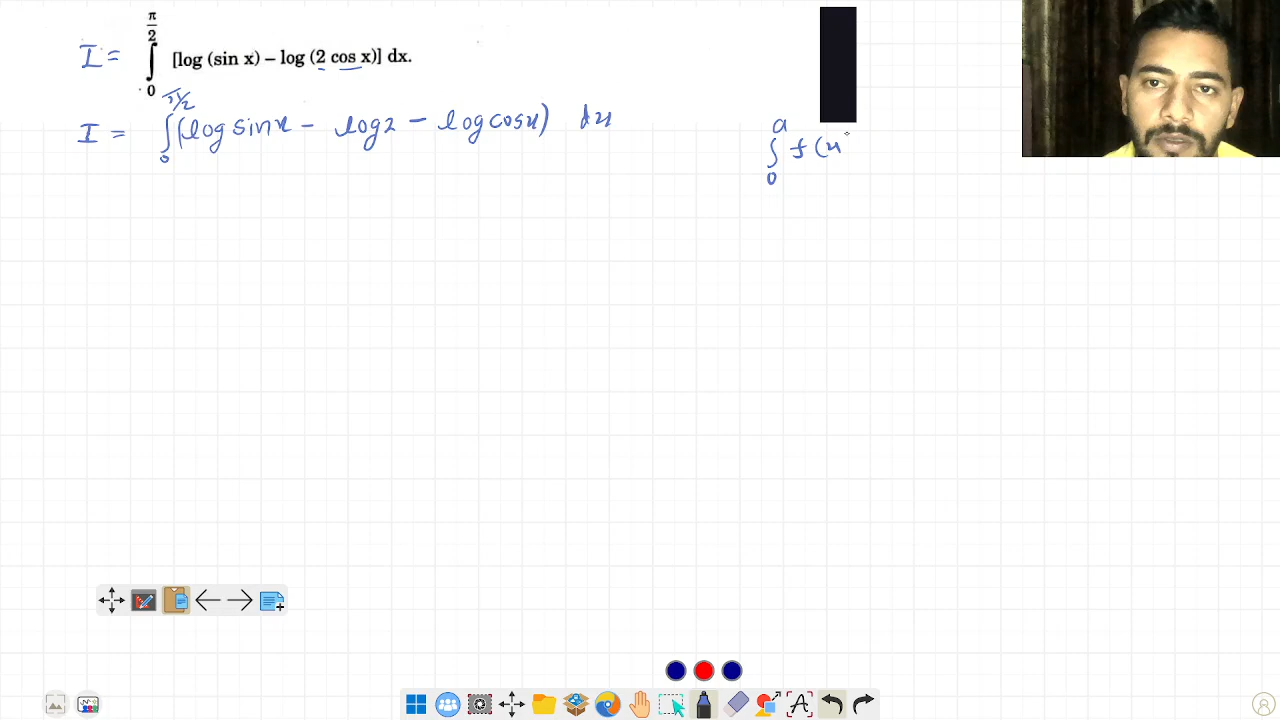 I = ∫₀^(π/2) [log (sin x) – log (2 cos x)] dx.
I = ∫₀^(π/2) (log sin x – log 2 – log cos x) dx
∫₀^a f(x